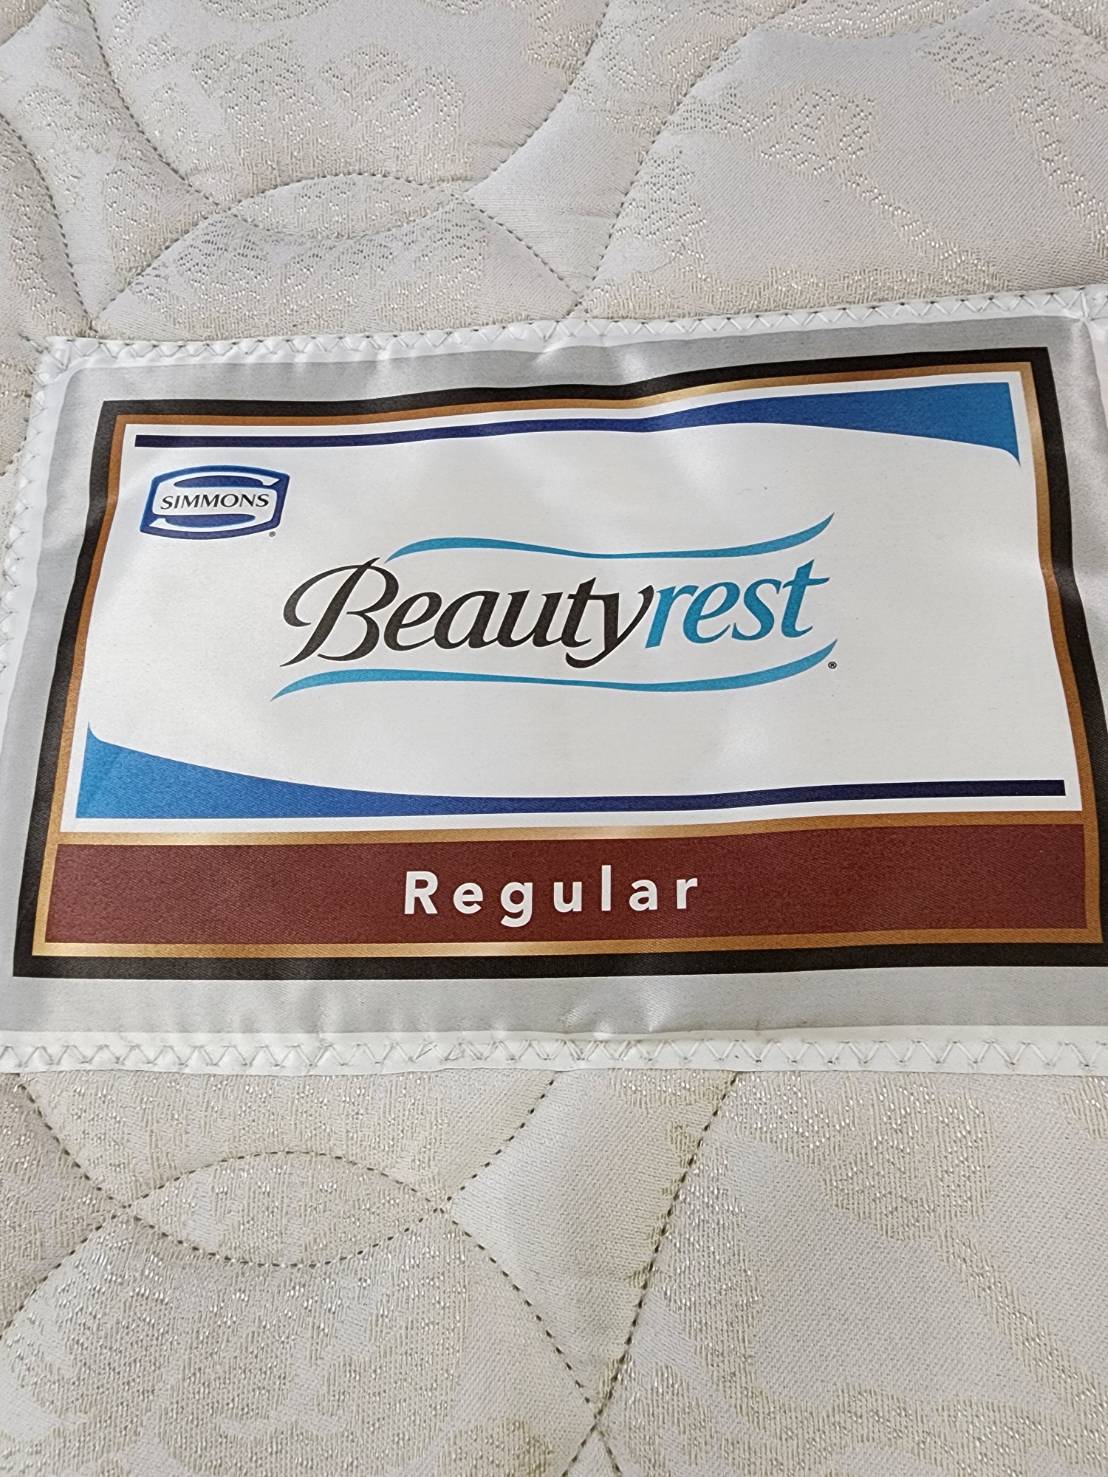 SIMMONS
®
Beautyrest
®
Regular